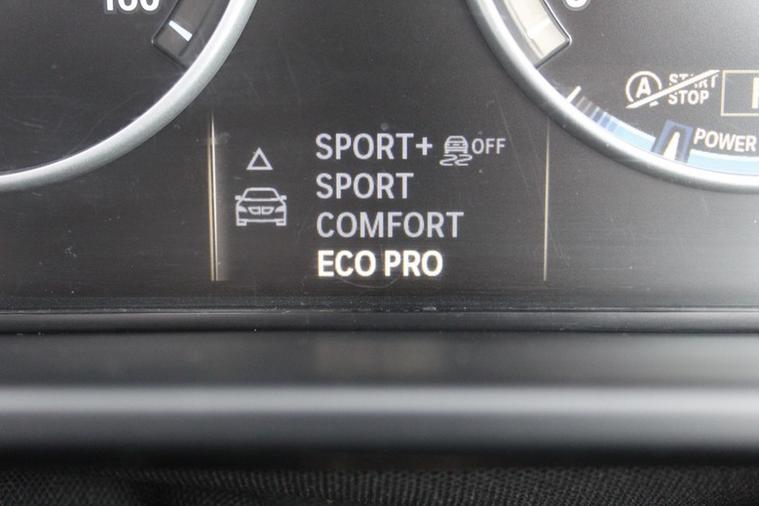 SPORT+ OFF
SPORT
COMFORT
ECO PRO
A START
STOP
POWER